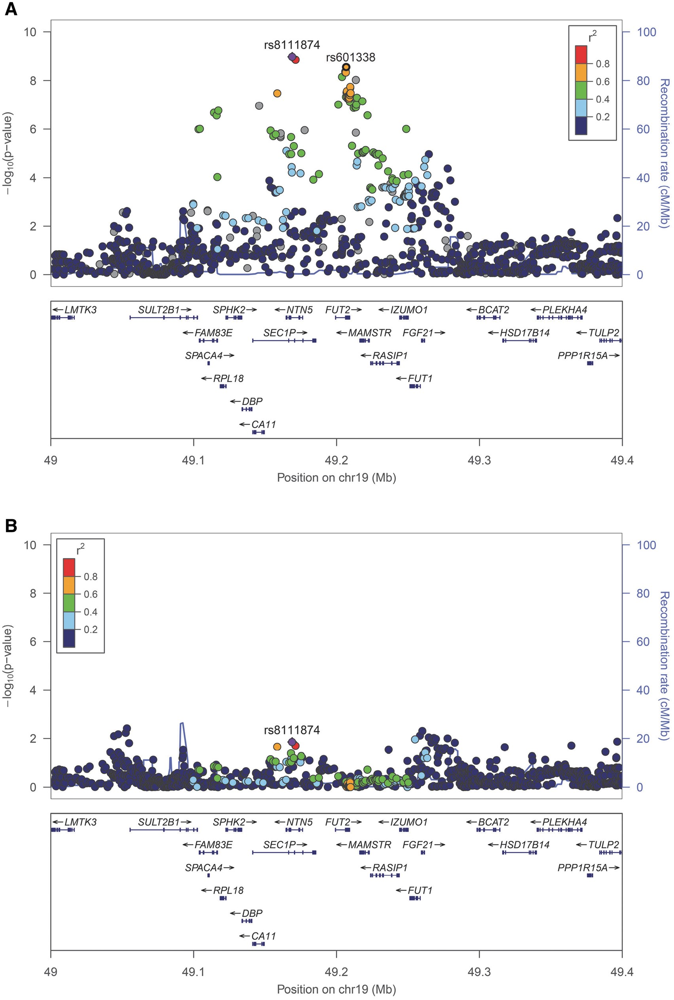 A
rs8111874
rs601338
r2
0.8
0.6
0.4
0.2
10
8
6
4
2
0
−log10(p−value)
100
80
60
40
20
0
Recombination rate (cM/Mb)
←LMTK3 SULT2B1→ SPHK2→ ←NTN5 FUT2→ ←IZUMO1 ←BCAT2 ←PLEKHA4
←FAM83E SEC1P→ ←MAMSTR FGF21→ ←HSD17B14 ←TULP2
SPACA4→ ←RASIP1 PPP1R15A→
←RPL18 ←FUT1
←DBP
←CA11
49 49.1 49.2 49.3 49.4
Position on chr19 (Mb)
B
r2
0.8
0.6
0.4
0.2
rs8111874
10
8
6
4
2
0
−log10(p−value)
100
80
60
40
20
0
Recombination rate (cM/Mb)
←LMTK3 SULT2B1→ SPHK2→ ←NTN5 FUT2→ ←IZUMO1 ←BCAT2 ←PLEKHA4
←FAM83E SEC1P→ ←MAMSTR FGF21→ ←HSD17B14 ←TULP2
SPACA4→ ←RASIP1 PPP1R15A→
←RPL18 ←FUT1
←DBP
←CA11
49 49.1 49.2 49.3 49.4
Position on chr19 (Mb)